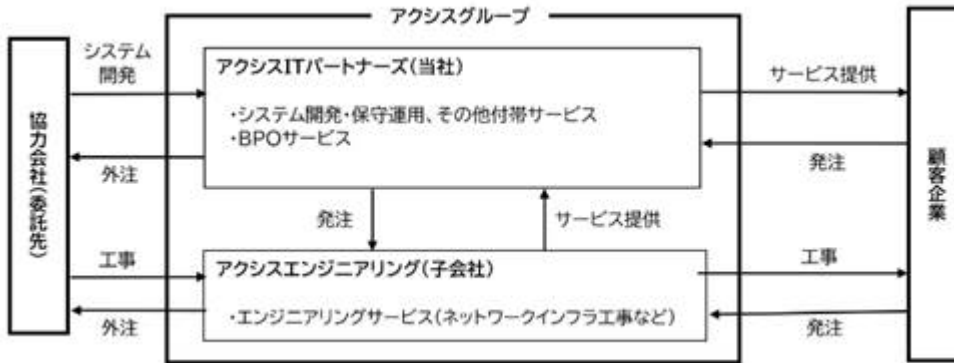 アクシスグループ
協力会社(委託先)
システム
開発
外注
アクシスITパートナーズ(当社)
・システム開発・保守運用、その他付帯サービス
・BPOサービス
サービス提供
発注
顧客企業
発注
サービス提供
工事
外注
アクシスエンジニアリング(子会社)
・エンジニアリングサービス(ネットワークインフラ工事など)
工事
発注